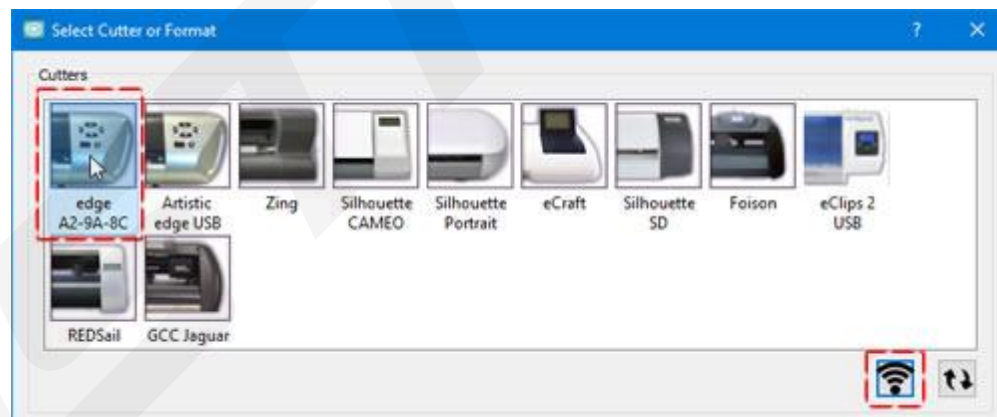 Select Cutter or Format
?
Cutters
edge Artistic Zing Silhouette Silhouette eCraft Silhouette Foison eClips 2
A2-9A-8C edge USB CAMEO Portrait SD USB
REDSail GCC Jaguar